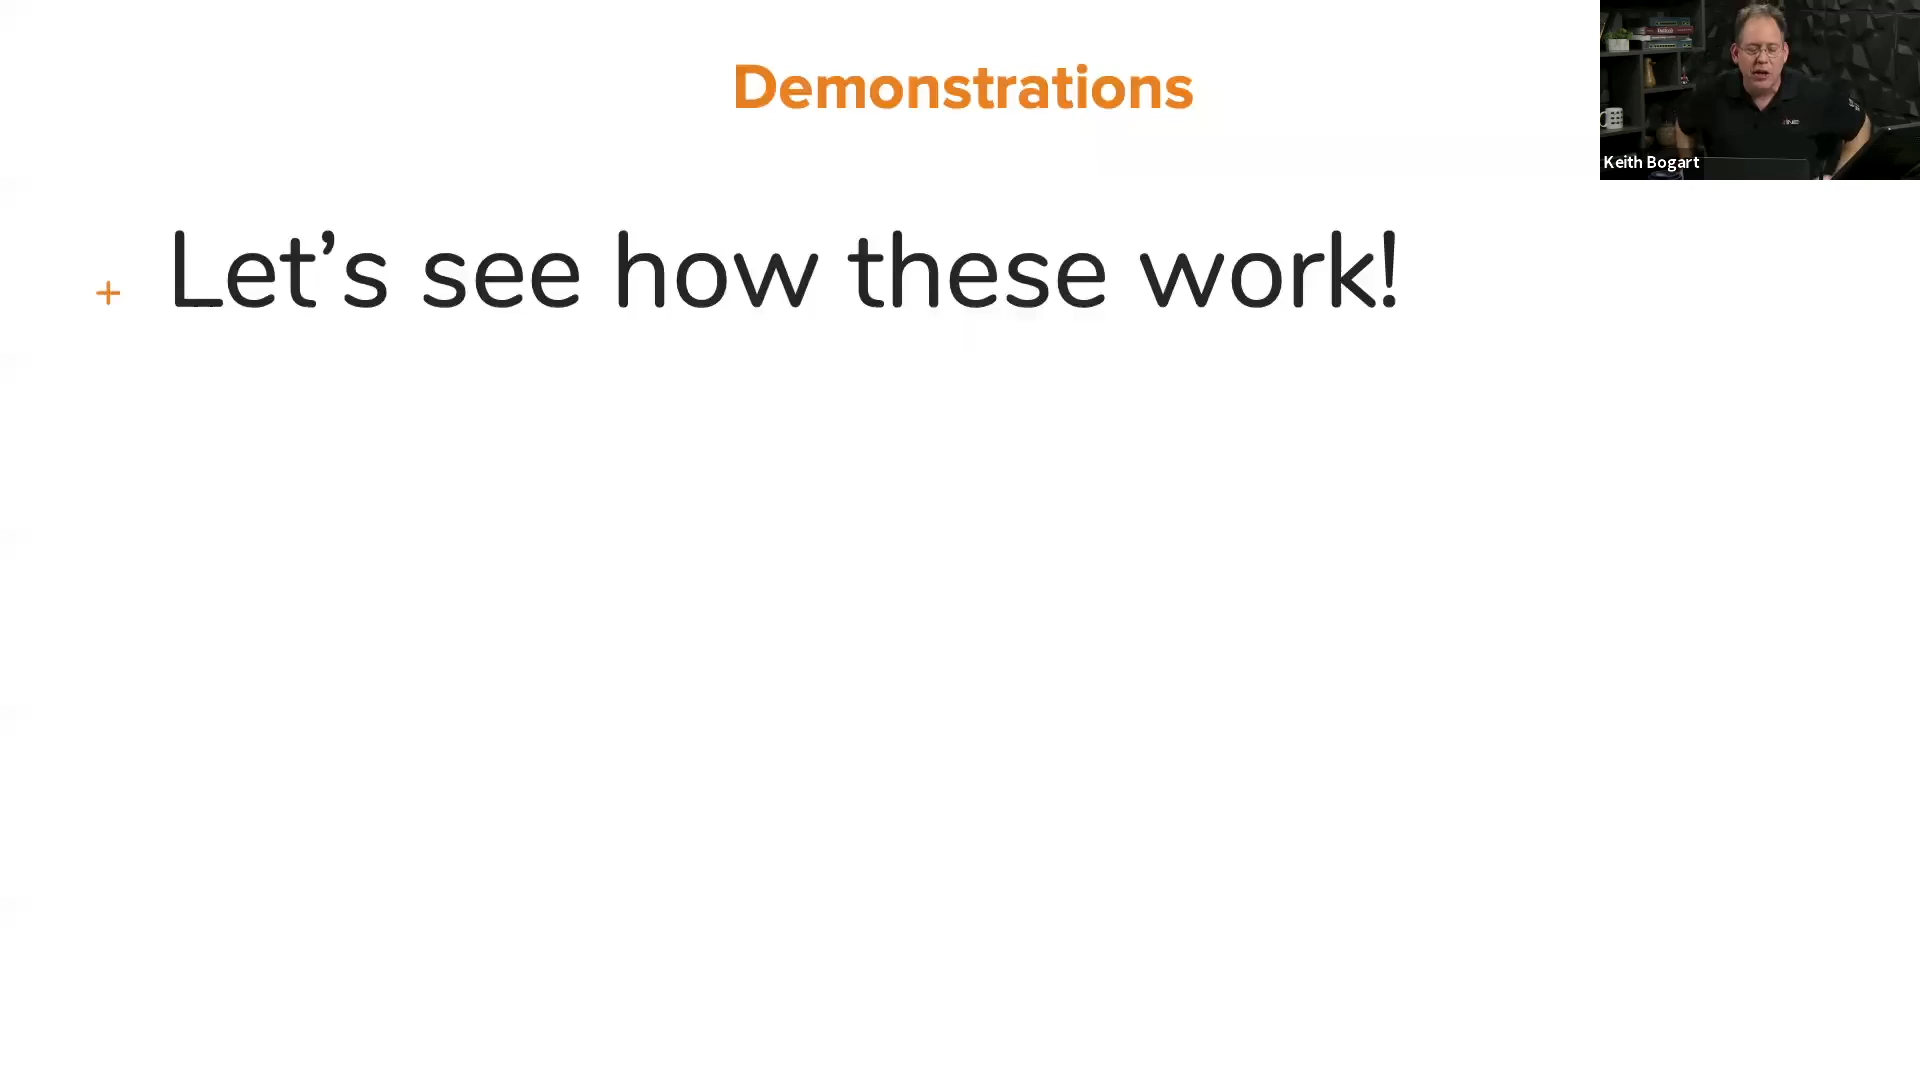 Demonstrations
Keith Bogart
+ Let’s see how these work!